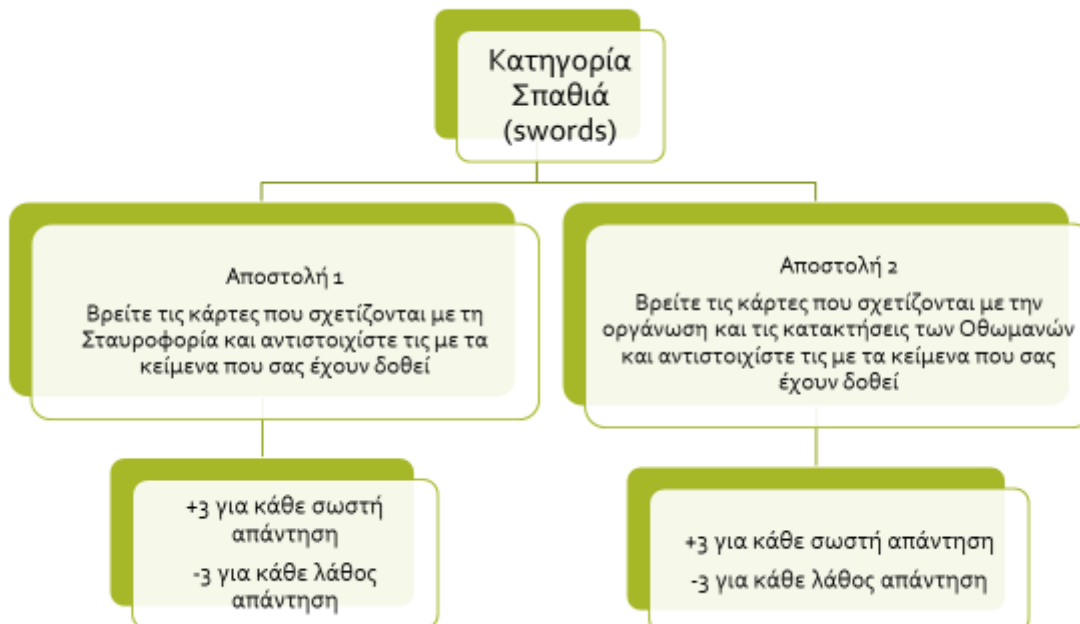 Κατηγορία
Σπαθιά
(swords)
Αποστολή 1
Βρείτε τις κάρτες που σχετίζονται με τη
Σταυροφορία και αντιστοιχίστε τις με τα
κείμενα που σας έχουν δοθεί
Αποστολή 2
Βρείτε τις κάρτες που σχετίζονται με την
οργάνωση και τις κατακτήσεις των Οθωμανών
και αντιστοιχίστε τις με τα κείμενα που σας
έχουν δοθεί
+3 για κάθε σωστή
απάντηση
-3 για κάθε λάθος
απάντηση
+3 για κάθε σωστή απάντηση
-3 για κάθε λάθος απάντηση